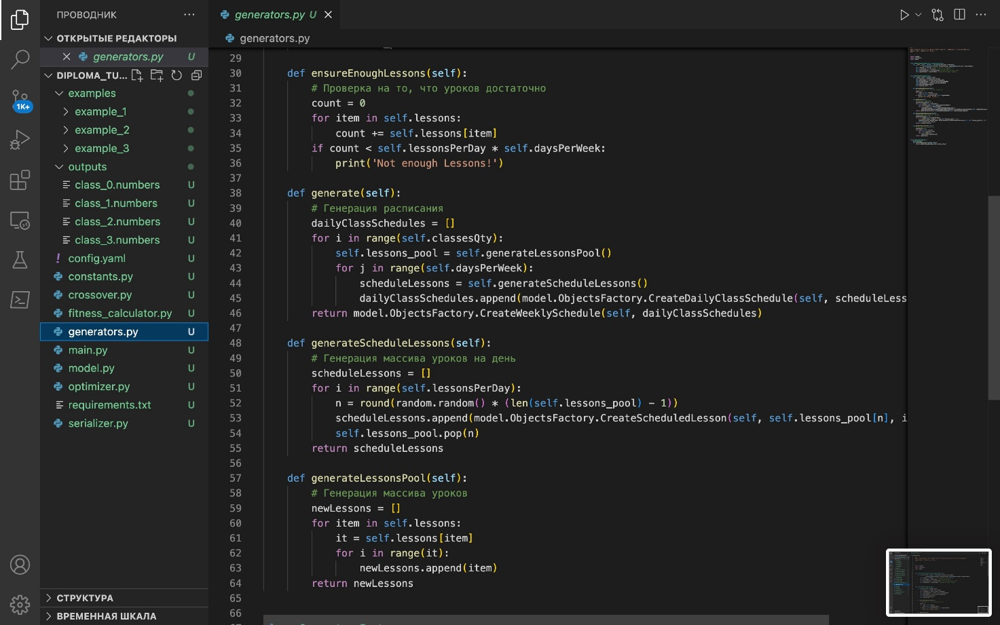 ПРОВОДНИК
ОТКРЫТЫЕ РЕДАКТОРЫ
generators.py U
DIPLOMA_TU...
examples
example_1
example_2
example_3
outputs
class_0.numbers U
class_1.numbers U
class_2.numbers U
class_3.numbers U
! config.yaml U
constants.py U
crossover.py U
fitness_calculator.py U
generators.py U
main.py U
model.py U
optimizer.py U
requirements.txt U
serializer.py U
СТРУКТУРА
ВРЕМЕННАЯ ШКАЛА
1K+
generators.py U
generators.py
29
30 def ensureEnoughLessons(self):
31 # Проверка на то, что уроков достаточно
32 count = 0
33 for item in self.lessons:
34 count += self.lessons[item]
35 if count < self.lessonsPerDay * self.daysPerWeek:
36 print('Not enough Lessons!')
37
38 def generate(self):
39 # Генерация расписания
40 dailyClassSchedules = []
41 for i in range(self.classesQty):
42 self.lessons_pool = self.generateLessonsPool()
43 for j in range(self.daysPerWeek):
44 scheduleLessons = self.generateScheduleLessons()
45 dailyClassSchedules.append(model.ObjectsFactory.CreateDailyClassSchedule(self, scheduleLess
46 return model.ObjectsFactory.CreateWeeklySchedule(self, dailyClassSchedules)
47
48 def generateScheduleLessons(self):
49 # Генерация массива уроков на день
50 scheduleLessons = []
51 for i in range(self.lessonsPerDay):
52 n = round(random.random() * (len(self.lessons_pool) - 1))
53 scheduleLessons.append(model.ObjectsFactory.CreateScheduledLesson(self, self.lessons_pool[n], i
54 self.lessons_pool.pop(n)
55 return scheduleLessons
56
57 def generateLessonsPool(self):
58 # Генерация массива уроков
59 newLessons = []
60 for item in self.lessons:
61 it = self.lessons[item]
62 for i in range(it):
63 newLessons.append(item)
64 return newLessons
65
66